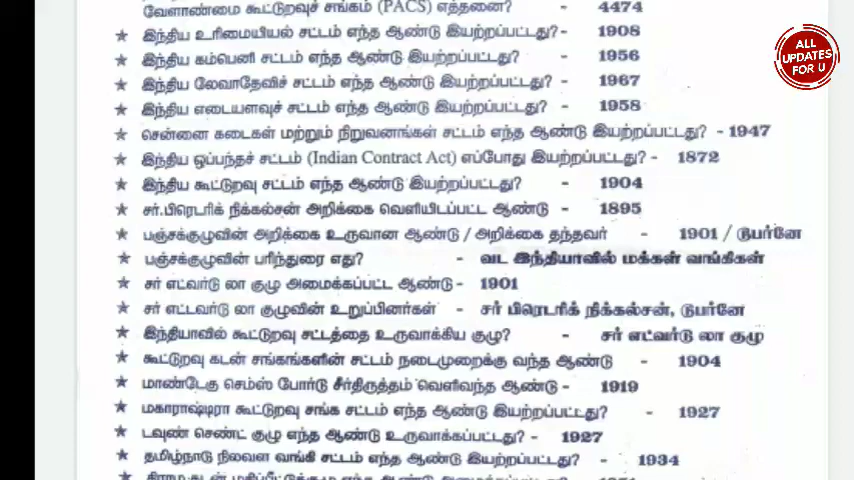 வேளாண்மை கூட்டுறவுச் சங்கம் (PACS) எத்தனை? - 4474
★ இந்திய உரிமையியல் சட்டம் எந்த ஆண்டு இயற்றப்பட்டது? - 1908
★ இந்திய கம்பெனி சட்டம் எந்த ஆண்டு இயற்றப்பட்டது? - 1956
★ இந்திய லேவாதேவிச் சட்டம் எந்த ஆண்டு இயற்றப்பட்டது? - 1967
★ இந்திய எடையளவுச் சட்டம் எந்த ஆண்டு இயற்றப்பட்டது? - 1958
★ சென்னை கடைகள் மற்றும் நிறுவனங்கள் சட்டம் எந்த ஆண்டு இயற்றப்பட்டது? - 1947
★ இந்திய ஒப்பந்தச் சட்டம் (Indian Contract Act) எப்போது இயற்றப்பட்டது? - 1872
★ இந்திய கூட்டுறவு சட்டம் எந்த ஆண்டு இயற்றப்பட்டது? - 1904
★ சர்.பிரெடரிக் நிக்கல்சன் அறிக்கை வெளியிடப்பட்ட ஆண்டு - 1895
★ பஞ்சக்குழுவின் அறிக்கை உருவான ஆண்டு / அறிக்கை தந்தவர் - 1901 / டூபர்னே
★ பஞ்சக்குழுவின் பரிந்துரை எது? - வட இந்தியாவில் மக்கள் வங்கிகள்
★ சர் எட்வர்டு லா குழு அமைக்கப்பட்ட ஆண்டு - 1901
★ சர் எட்டவர்டு லா குழுவின் உறுப்பினர்கள் - சர் பிரெடரிக் நிக்கல்சன், டூபர்னே
★ இந்தியாவில் கூட்டுறவு சட்டத்தை உருவாக்கிய குழு? - சர் எட்வர்டு லா குழு
★ கூட்டுறவு கடன் சங்கங்களின் சட்டம் நடைமுறைக்கு வந்த ஆண்டு - 1904
★ மாண்டேகு செம்ஸ் போர்டு சீர்திருத்தம் வெளிவந்த ஆண்டு - 1919
★ மகாராஷ்டிரா கூட்டுறவு சங்க சட்டம் எந்த ஆண்டு இயற்றப்பட்டது? - 1927
★ டவுண் செண்ட் குழு எந்த ஆண்டு உருவாக்கப்பட்டது? - 1927
★ தமிழ்நாடு நிலவள வங்கி சட்டம் எந்த ஆண்டு இயற்றப்பட்டது? - 1934
ALL
UPDATES
FOR U